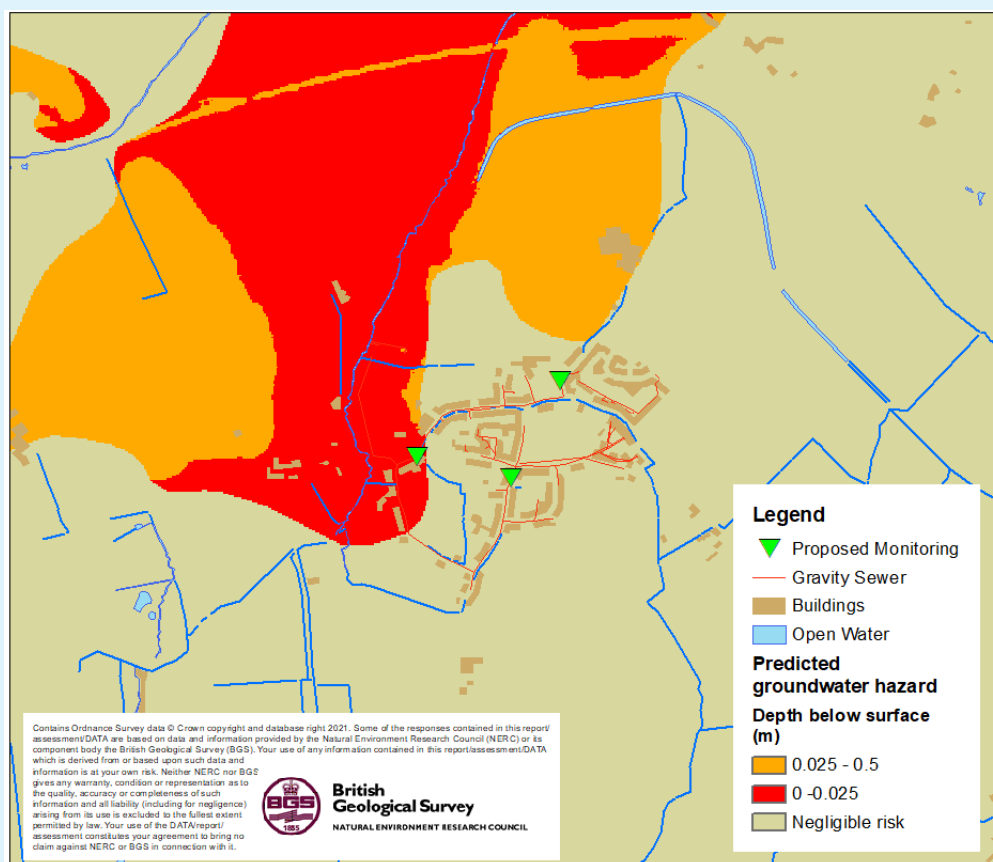 Legend
Proposed Monitoring
Gravity Sewer
Buildings
Open Water
Predicted
groundwater hazard
Depth below surface
(m)
0.025 - 0.5
0 -0.025
Negligible risk
Contains Ordnance Survey data © Crown copyright and database right 2021. Some of the responses contained in this report/
assessment/DATA are based on data and information provided by the Natural Environment Research Council (NERC) or its
component body the British Geological Survey (BGS). Your use of any information contained in this report/assessment/DATA
which is derived from or based upon such data and
information is at your own risk. Neither NERC nor BGS
gives any warranty, condition or representation as to
the quality, accuracy or completeness of such
information and all liability (including for negligence)
arising from its use is excluded to the fullest extent
permitted by law. Your use of the DATA/report/
assessment constitutes your agreement to bring no
claim against NERC or BGS in connection with it.
BGS
1835
British
Geological Survey
NATURAL ENVIRONMENT RESEARCH COUNCIL